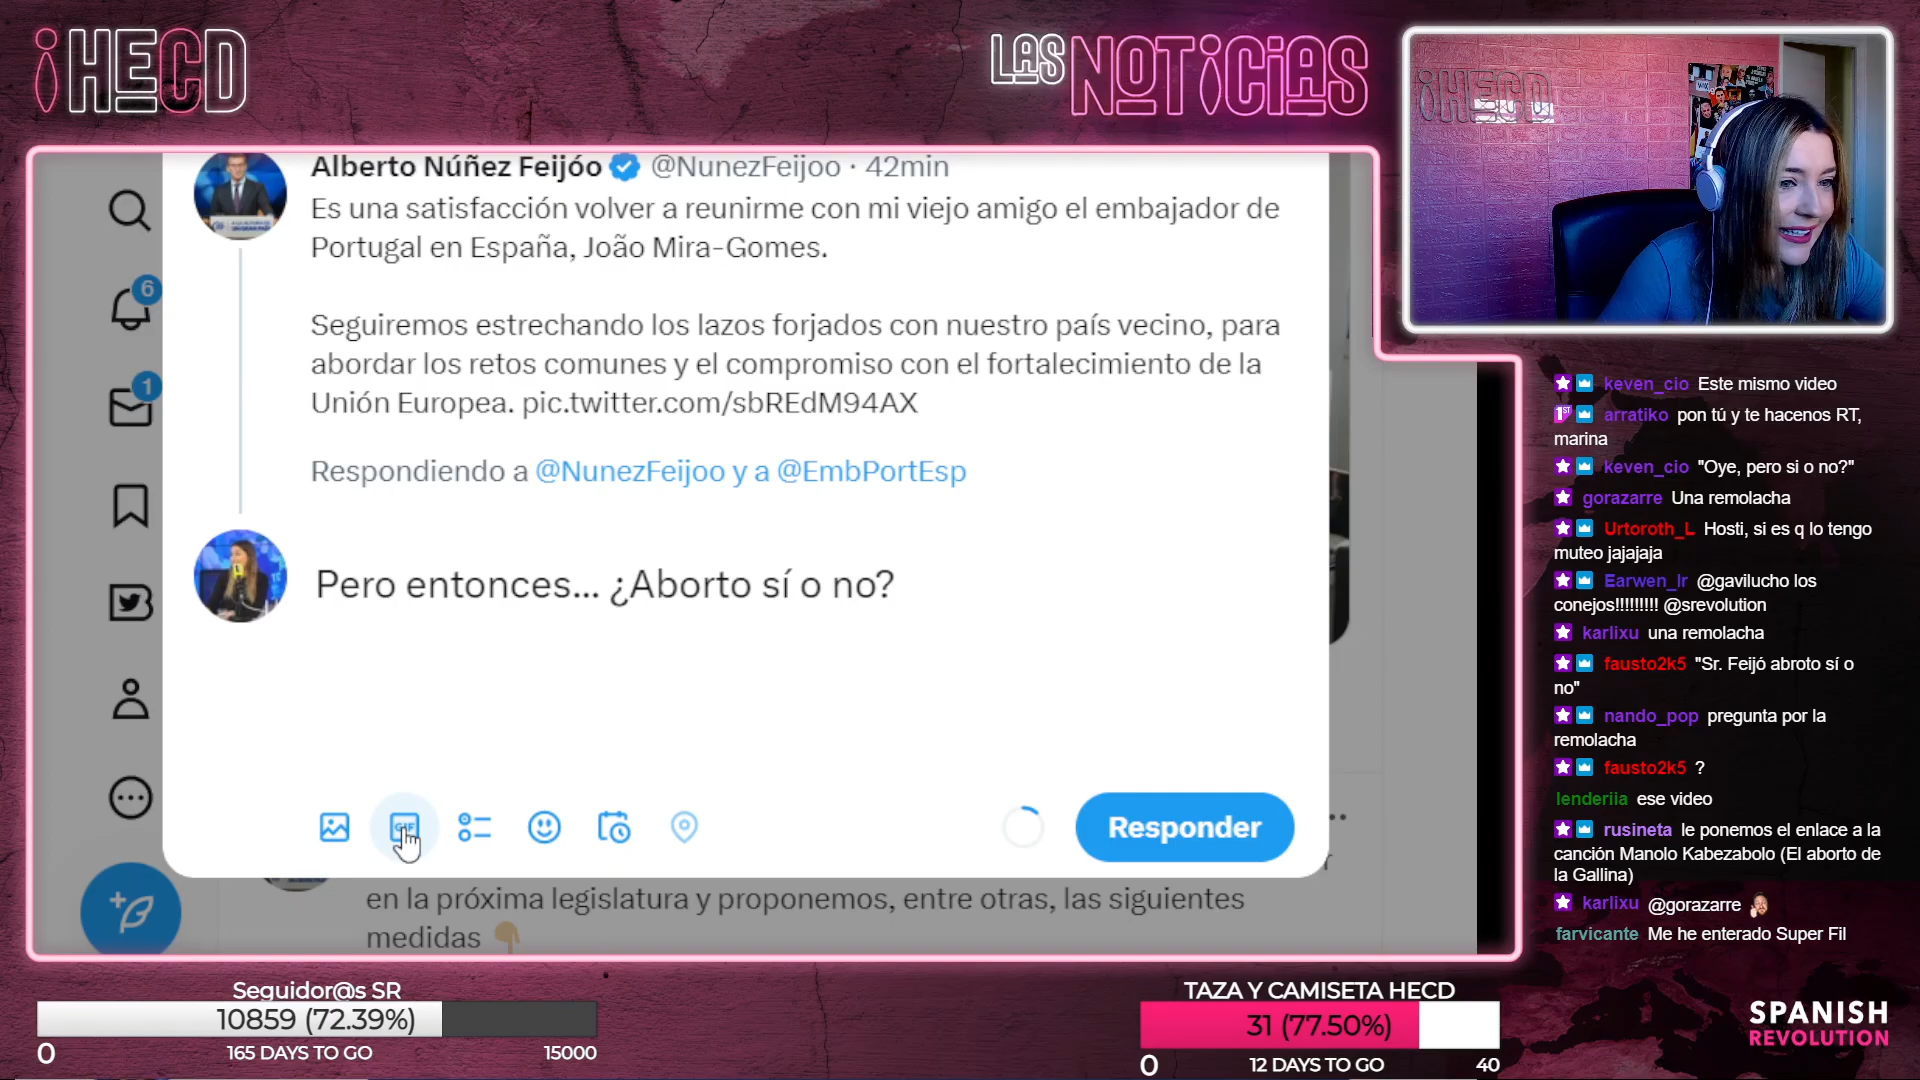 ¡HECD
LAS NOTICIAS
¡HECD
Alberto Núñez Feijóo @NunezFeijoo · 42min
Es una satisfacción volver a reunirme con mi viejo amigo el embajador de
Portugal en España, João Mira-Gomes.
Seguiremos estrechando los lazos forjados con nuestro país vecino, para
abordar los retos comunes y el compromiso con el fortalecimiento de la
Unión Europea. pic.twitter.com/sbREdM94AX
Respondiendo a @NunezFeijoo y a @EmbPortEsp
Pero entonces... ¿Aborto sí o no?
6
1
GIF
Responder
en la próxima legislatura y proponemos, entre otras, las siguientes
medidas
keven_cio Este mismo video
1ST arratiko pon tú y te hacenos RT,
marina
keven_cio "Oye, pero si o no?"
gorazarre Una remolacha
Urtoroth_L Hosti, si es q lo tengo
muteo jajajaja
Earwen_lr @gavilucho los
conejos!!!!!!!!! @srevolution
karlixu una remolacha
fausto2k5 "Sr. Feijó abroto sí o
no"
nando_pop pregunta por la
remolacha
fausto2k5 ?
lenderiia ese video
rusineta le ponemos el enlace a la
canción Manolo Kabezabolo (El aborto de
la Gallina)
karlixu @gorazarre
farvicante Me he enterado Super Fil
Seguidor@s SR
10859 (72.39%)
0 165 DAYS TO GO 15000
TAZA Y CAMISETA HECD
31 (77.50%)
0 12 DAYS TO GO 40
SPANISH
REVOLUTION